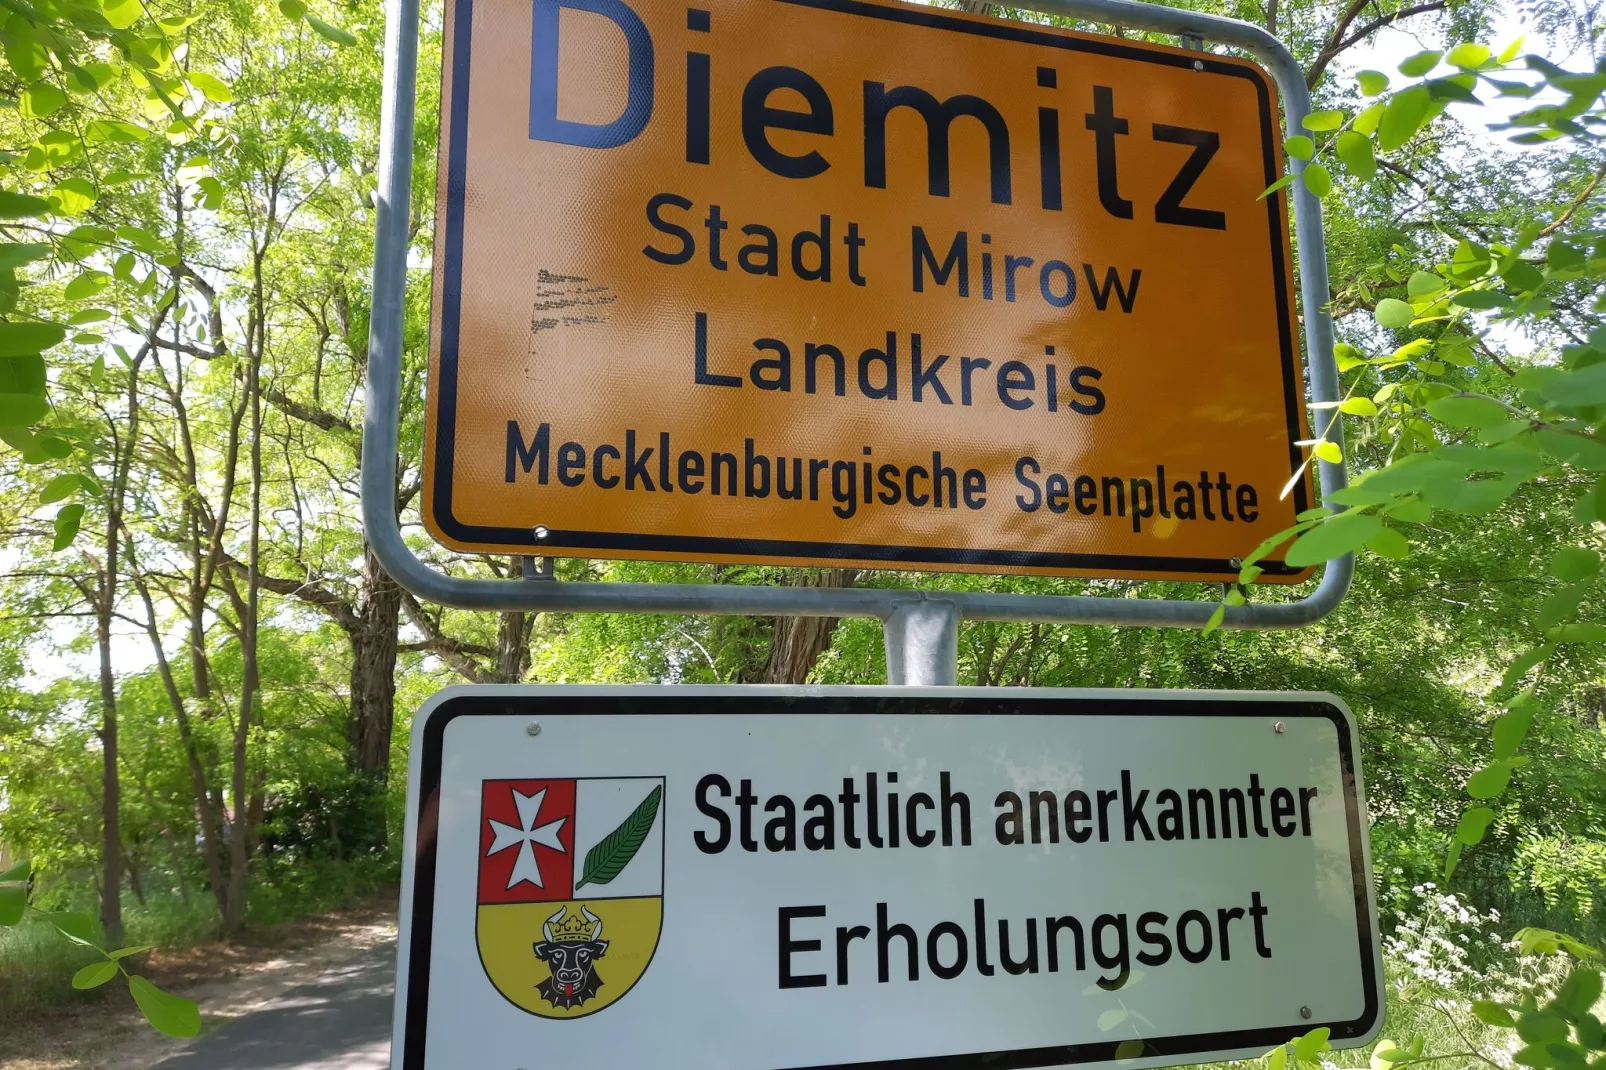 Diemitz
Stadt Mirow
Landkreis
Mecklenburgische Seenplatte
Staatlich anerkannter
Erholungsort